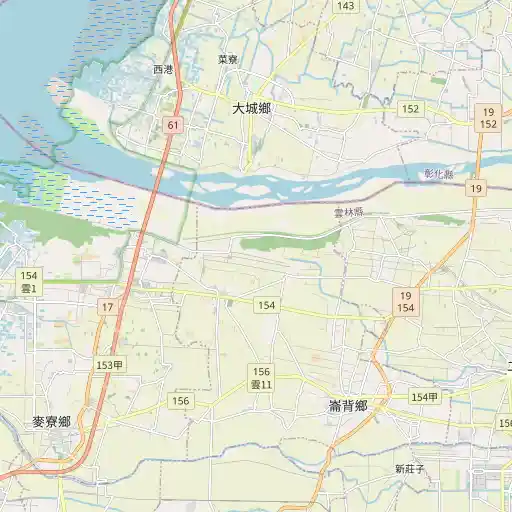 143
菜寮
西港
大城鄉
152
19
152
61
彰化縣
19
雲林縣
154
雲1
19
154
17
154
153甲
156
雲11
156
154甲
崙背鄉
麥寮鄉
156
新莊子